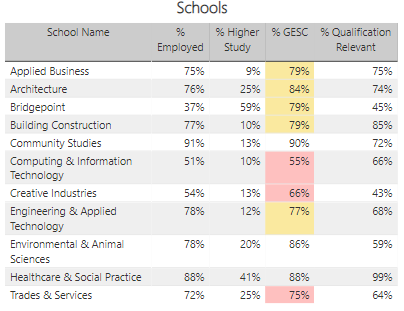 Schools
School Name % Employed % Higher Study % GESC % Qualification Relevant
Applied Business 75% 9% 79% 75%
Architecture 76% 25% 84% 74%
Bridgepoint 37% 59% 79% 45%
Building Construction 77% 10% 79% 85%
Community Studies 91% 13% 90% 72%
Computing & Information Technology 51% 10% 55% 66%
Creative Industries 54% 13% 66% 43%
Engineering & Applied Technology 78% 12% 77% 68%
Environmental & Animal Sciences 78% 20% 86% 59%
Healthcare & Social Practice 88% 41% 88% 99%
Trades & Services 72% 25% 75% 64%